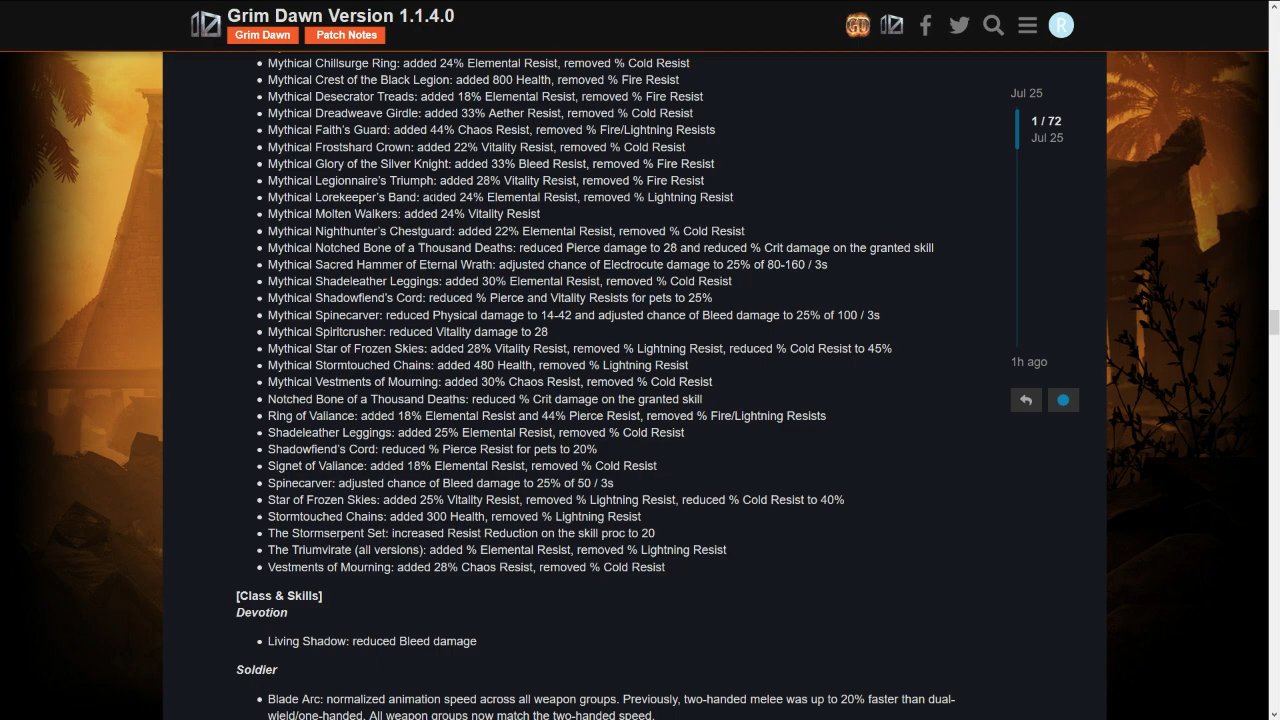 Grim Dawn Version 1.1.4.0
Grim Dawn
Patch Notes
R
Mythical Chillsurge Ring: added 24% Elemental Resist, removed % Cold Resist
Mythical Crest of the Black Legion: added 800 Health, removed % Fire Resist
Mythical Desecrator Treads: added 18% Elemental Resist, removed % Fire Resist
Mythical Dreadweave Girdle: added 33% Aether Resist, removed % Cold Resist
Mythical Faith's Guard: added 44% Chaos Resist, removed % Fire/Lightning Resists
Mythical Frostshard Crown: added 22% Vitality Resist, removed % Cold Resist
Mythical Glory of the Silver Knight: added 33% Bleed Resist, removed % Fire Resist
Mythical Legionnaire's Triumph: added 28% Vitality Resist, removed % Fire Resist
Mythical Lorekeeper's Band: added 24% Elemental Resist, removed % Lightning Resist
Mythical Molten Walkers: added 24% Vitality Resist
Mythical Nighthunter's Chestguard: added 22% Elemental Resist, removed % Cold Resist
Mythical Notched Bone of a Thousand Deaths: reduced Pierce damage to 28 and reduced % Crit damage on the granted skill
Mythical Sacred Hammer of Eternal Wrath: adjusted chance of Electrocute damage to 25% of 80-160 / 3s
Mythical Shadeleather Leggings: added 30% Elemental Resist, removed % Cold Resist
Mythical Shadowfiend's Cord: reduced % Pierce and Vitality Resists for pets to 25%
Mythical Spinecarver: reduced Physical damage to 14-42 and adjusted chance of Bleed damage to 25% of 100 / 3s
Mythical Spiritcrusher: reduced Vitality damage to 28
Mythical Star of Frozen Skies: added 28% Vitality Resist, removed % Lightning Resist, reduced % Cold Resist to 45%
Mythical Stormtouched Chains: added 480 Health, removed % Lightning Resist
Mythical Vestments of Mourning: added 30% Chaos Resist, removed % Cold Resist
Notched Bone of a Thousand Deaths: reduced % Crit damage on the granted skill
Ring of Valiance: added 18% Elemental Resist and 44% Pierce Resist, removed % Fire/Lightning Resists
Shadeleather Leggings: added 25% Elemental Resist, removed % Cold Resist
Shadowfiend's Cord: reduced % Pierce Resist for pets to 20%
Signet of Valiance: added 18% Elemental Resist, removed % Cold Resist
Spinecarver: adjusted chance of Bleed damage to 25% of 50 / 3s
Star of Frozen Skies: added 25% Vitality Resist, removed % Lightning Resist, reduced % Cold Resist to 40%
Stormtouched Chains: added 300 Health, removed % Lightning Resist
The Stormserpent Set: increased Resist Reduction on the skill proc to 20
The Triumvirate (all versions): added % Elemental Resist, removed % Lightning Resist
Vestments of Mourning: added 28% Chaos Resist, removed % Cold Resist
[Class & Skills]
Devotion
Living Shadow: reduced Bleed damage
Soldier
Blade Arc: normalized animation speed across all weapon groups. Previously, two-handed melee was up to 20% faster than dual-
wield/one-handed. All weapon groups now match the two-handed speed.
Jul 25
1 / 72
Jul 25
1h ago